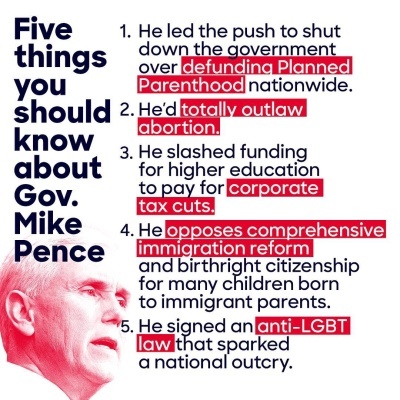 Five
things
you
should
know
about
Gov.
Mike
Pence
1. He led the push to shut
down the government
over defunding Planned
Parenthood nationwide.
2. He'd totally outlaw
abortion.
3. He slashed funding
for higher education
to pay for corporate
tax cuts.
4. He opposes comprehensive
immigration reform
and birthright citizenship
for many children born
to immigrant parents.
5. He signed an anti-LGBT
law that sparked
a national outcry.